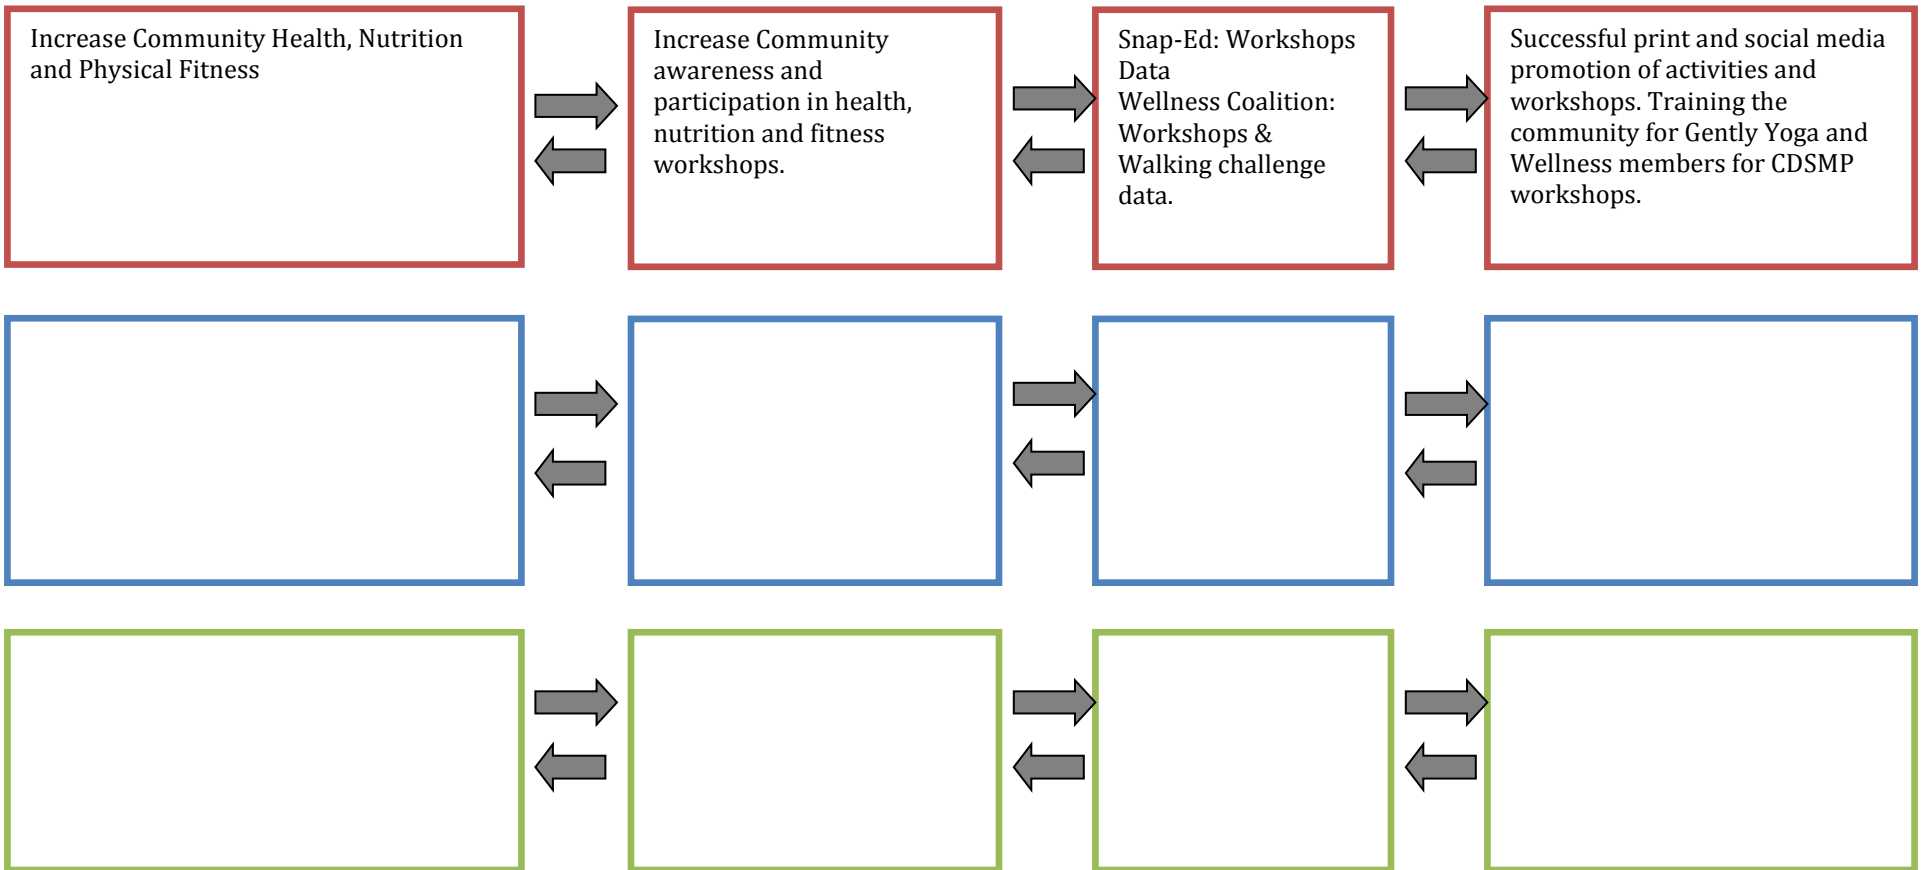 Increase Community Health, Nutrition
and Physical Fitness
Increase Community
awareness and
participation in health,
nutrition and fitness
workshops.
Snap-Ed: Workshops
Data
Wellness Coalition:
Workshops &
Walking challenge
data.
Successful print and social media
promotion of activities and
workshops. Training the
community for Gently Yoga and
Wellness members for CDSMP
workshops.